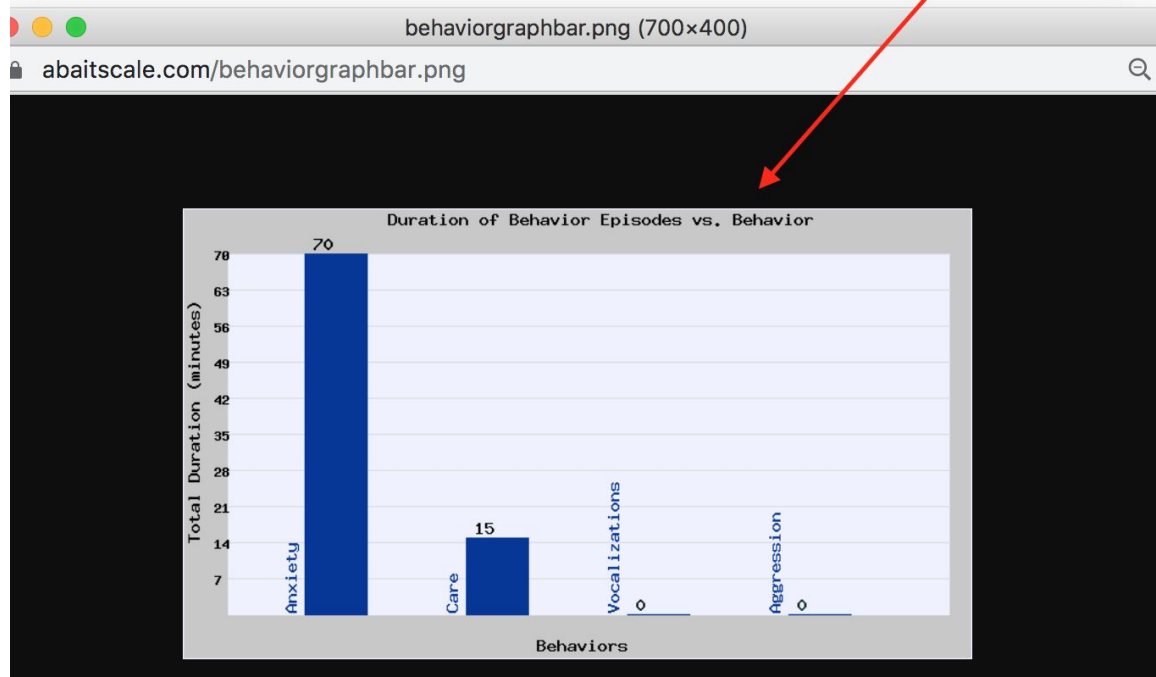 behaviorgraphbar.png (700×400)
abaitscale.com/behaviorgraphbar.png
Duration of Behavior Episodes vs. Behavior
70
70
63
56
49
42
35
28
21
14
7
Total Duration (minutes)
Anxiety
15
Care
Vocalizations
0
Aggression
0
Behaviors